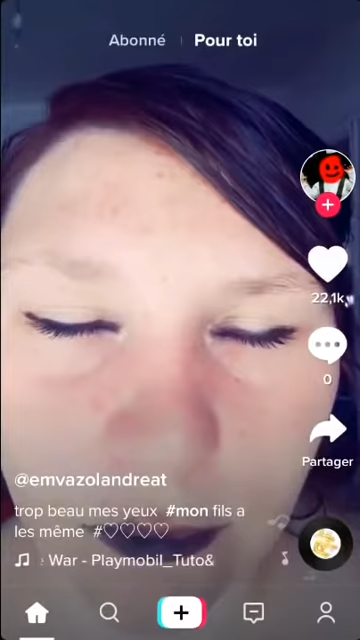 Abonné | Pour toi
22,1k
0
Partager
@emvazolandreat
trop beau mes yeux #mon fils a
les même #♡♡♡♡
War - Playmobil_Tuto&